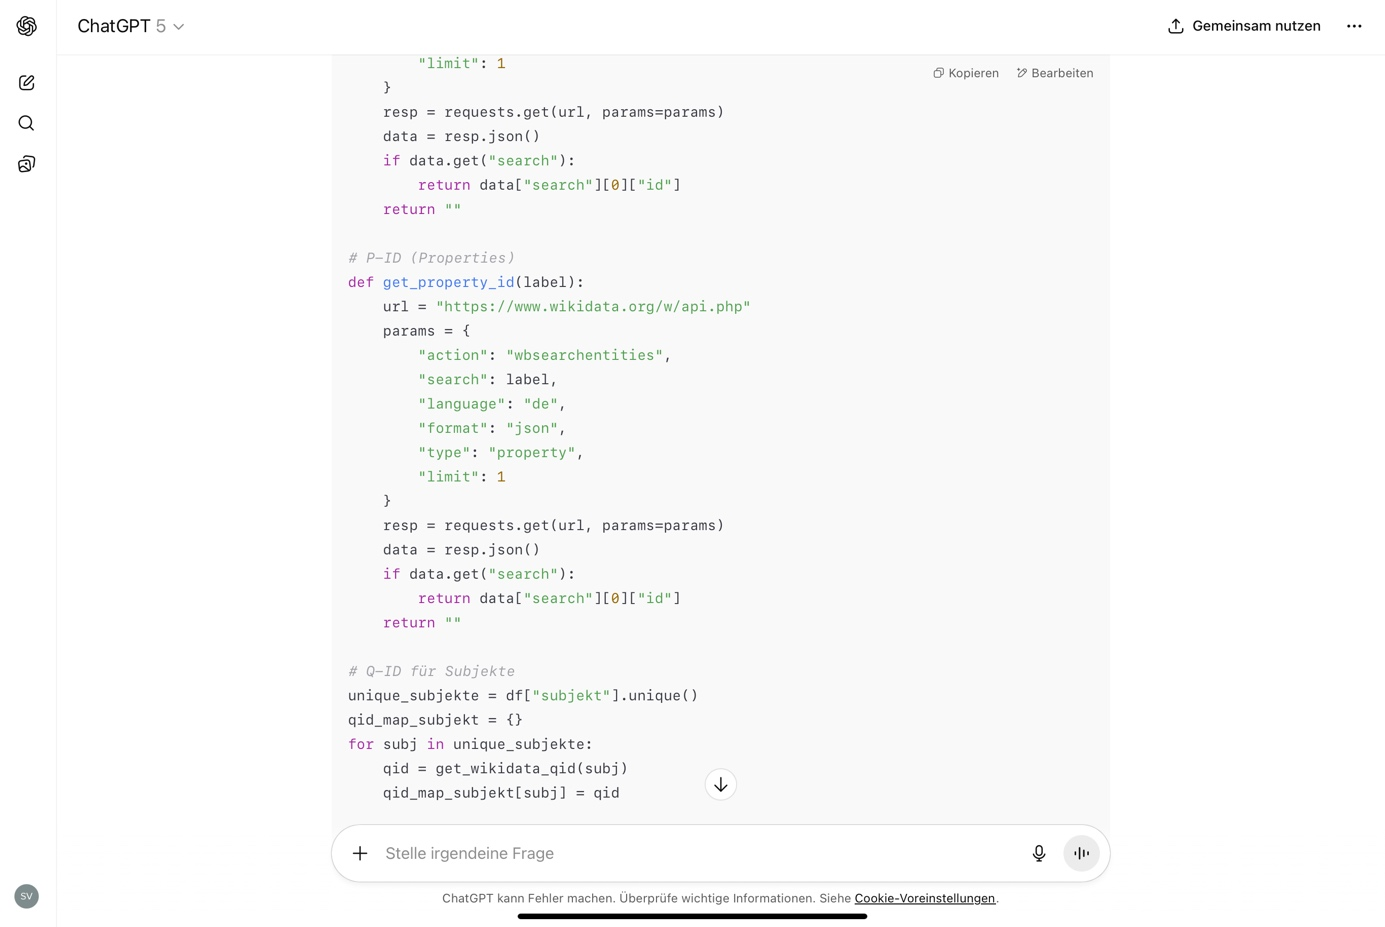 ChatGPT 5
Gemeinsam nutzen
Kopieren
Bearbeiten
        "limit": 1
    }
    resp = requests.get(url, params=params)
    data = resp.json()
    if data.get("search"):
        return data["search"][0]["id"]
    return ""

# P-ID (Properties)
def get_property_id(label):
    url = "https://www.wikidata.org/w/api.php"
    params = {
        "action": "wbsearchentities",
        "search": label,
        "language": "de",
        "format": "json",
        "type": "property",
        "limit": 1
    }
    resp = requests.get(url, params=params)
    data = resp.json()
    if data.get("search"):
        return data["search"][0]["id"]
    return ""

# Q-ID für Subjekte
unique_subjekte = df["subjekt"].unique()
qid_map_subjekt = {}
for subj in unique_subjekte:
    qid = get_wikidata_qid(subj)
    qid_map_subjekt[subj] = qid
Stelle irgendeine Frage
SV
ChatGPT kann Fehler machen. Überprüfe wichtige Informationen. Siehe Cookie-Voreinstellungen.